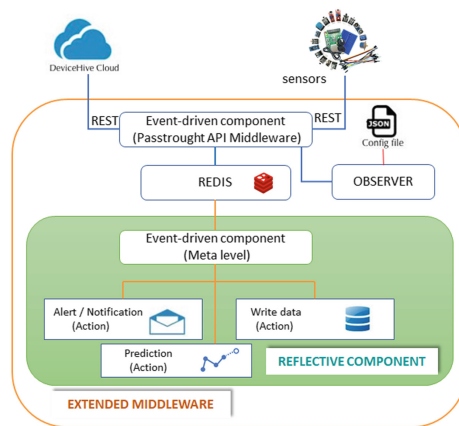 DeviceHive Cloud
sensors
REST
REST
Event-driven component
(Passtrought API Middleware)
JSON
Config file
REDIS
OBSERVER
Event-driven component
(Meta level)
Alert / Notification
(Action)
Write data
(Action)
Prediction
(Action)
REFLECTIVE COMPONENT
EXTENDED MIDDLEWARE